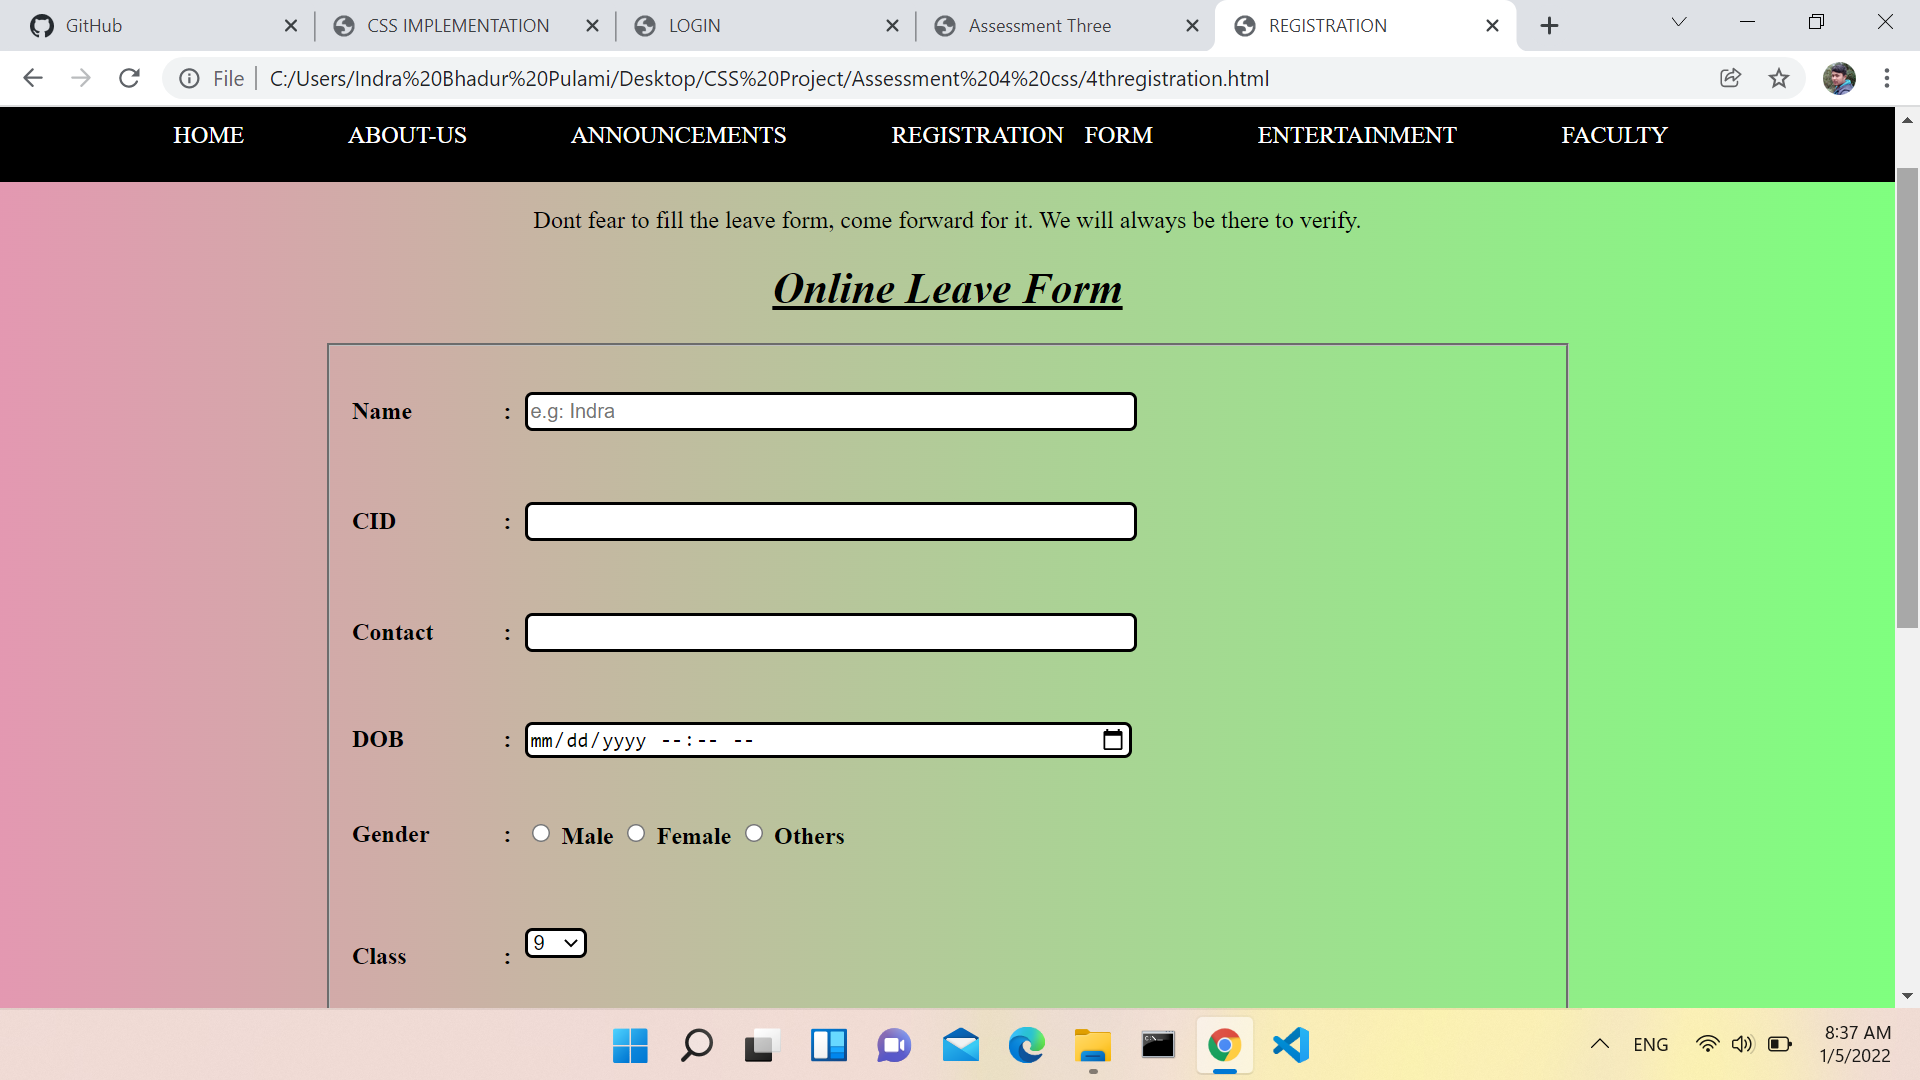 GitHub CSS IMPLEMENTATION LOGIN Assessment Three REGISTRATION
File C:/Users/Indra%20Bhadur%20Pulami/Desktop/CSS%20Project/Assessment%204%20css/4thregistration.html
HOME ABOUT-US ANNOUNCEMENTS REGISTRATION FORM ENTERTAINMENT FACULTY
Dont fear to fill the leave form, come forward for it. We will always be there to verify.
Online Leave Form
Name : e.g: Indra
CID :
Contact :
DOB : mm/dd/yyyy --:-- --
Gender : Male Female Others
Class : 9
ENG 8:37 AM
1/5/2022